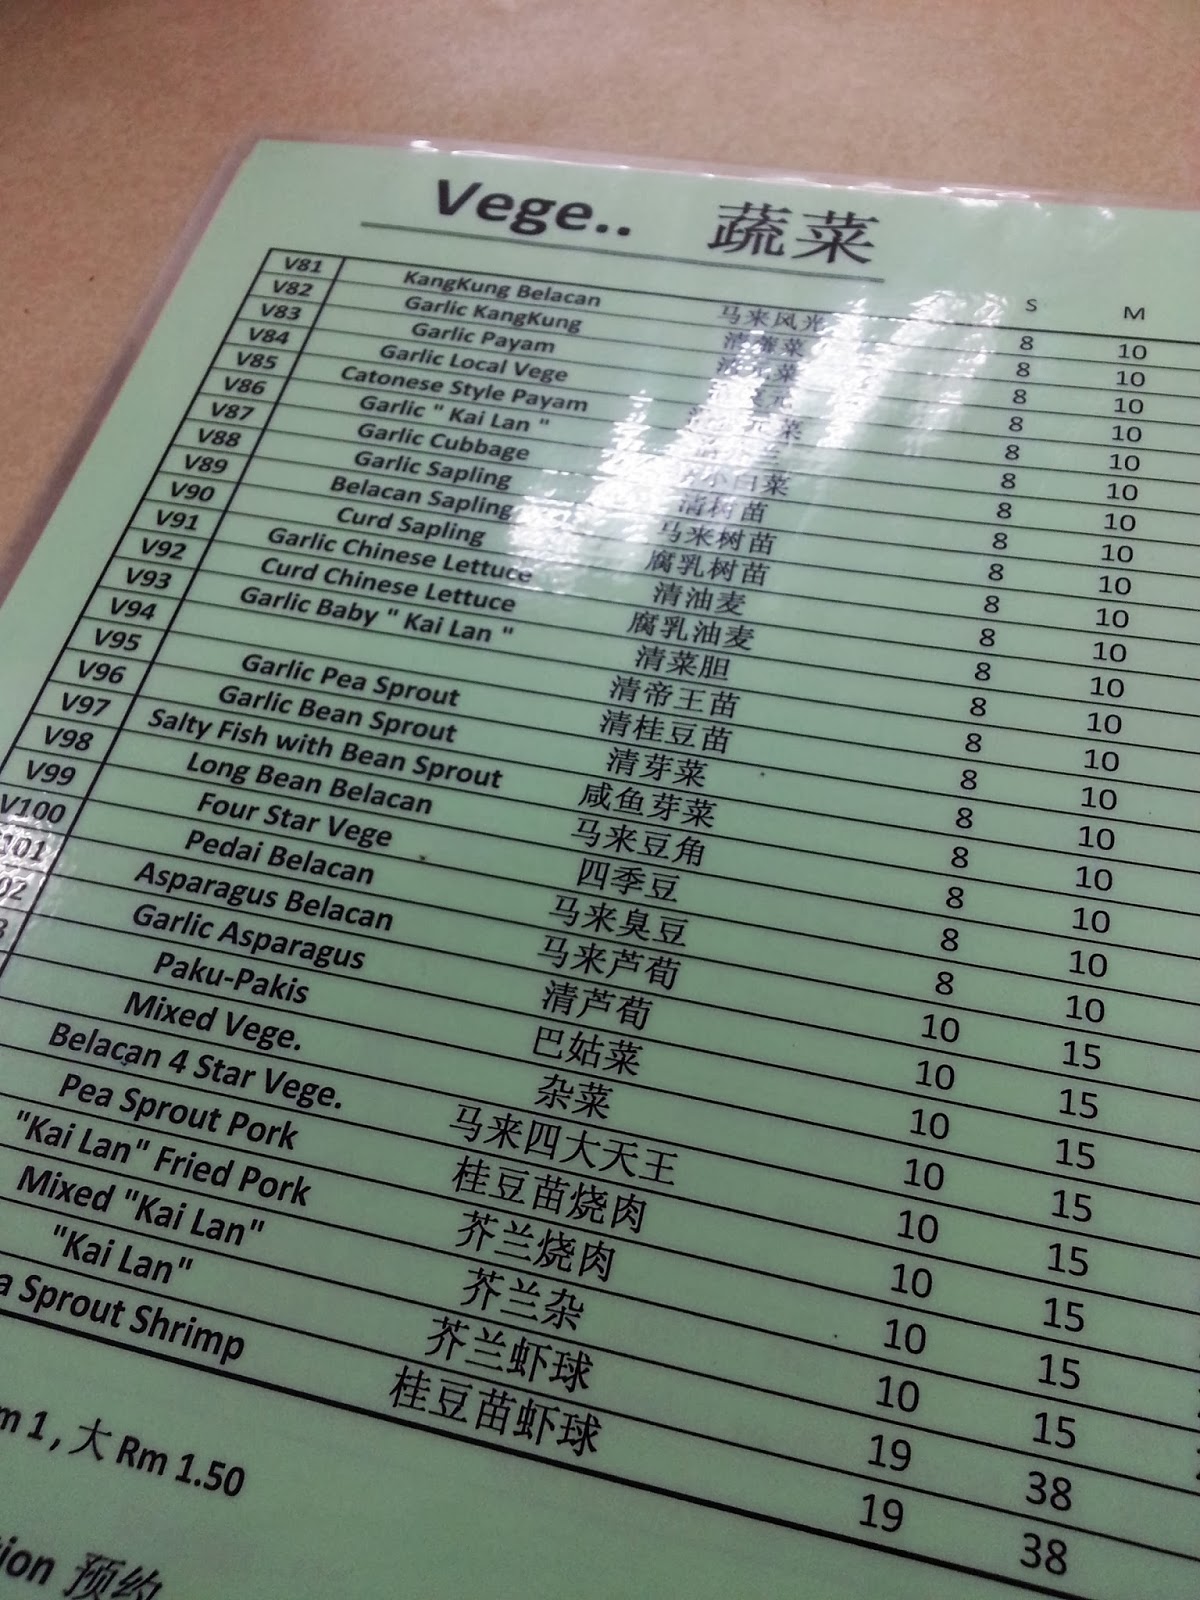 Vege.. 蔬菜
S M
V81 KangKung Belacan 马来风光 8 10
V82 Garlic KangKung 8 10
V83 Garlic Payam 8 10
V84 Garlic Local Vege 8 10
V85 Catonese Style Payam 8 10
V86 Garlic " Kai Lan " 8 10
V87 Garlic Cubbage 小白菜 8 10
V88 Garlic Sapling 清树苗 8 10
V89 Belacan Sapling 马来树苗 8 10
V90 Curd Sapling 腐乳树苗 8 10
V91 Garlic Chinese Lettuce 清油麦 8 10
V92 Curd Chinese Lettuce 腐乳油麦 8 10
V93 Garlic Baby " Kai Lan " 清菜胆 8 10
V94 清帝王苗 8 10
V95 Garlic Pea Sprout 清桂豆苗 8 10
V96 Garlic Bean Sprout 清芽菜 8 10
V97 Salty Fish with Bean Sprout 咸鱼芽菜 8 10
V98 Long Bean Belacan 马来豆角 8 10
V99 Four Star Vege 四季豆 8 10
V100 Pedai Belacan 马来臭豆 8 10
101 Asparagus Belacan 马来芦荀 10 15
02 Garlic Asparagus 清芦荀 10 15
3 Paku-Pakis 巴姑菜 10 15
Mixed Vege. 杂菜 10 15
Belacan 4 Star Vege. 马来四大天王 10 15
Pea Sprout Pork 桂豆苗烧肉 10 15
"Kai Lan" Fried Pork 芥兰烧肉 10 15
Mixed "Kai Lan" 芥兰杂 10 15
"Kai Lan" 芥兰虾球 19 38
a Sprout Shrimp 桂豆苗虾球 19 38
m 1 , 大 Rm 1.50
tion 预约